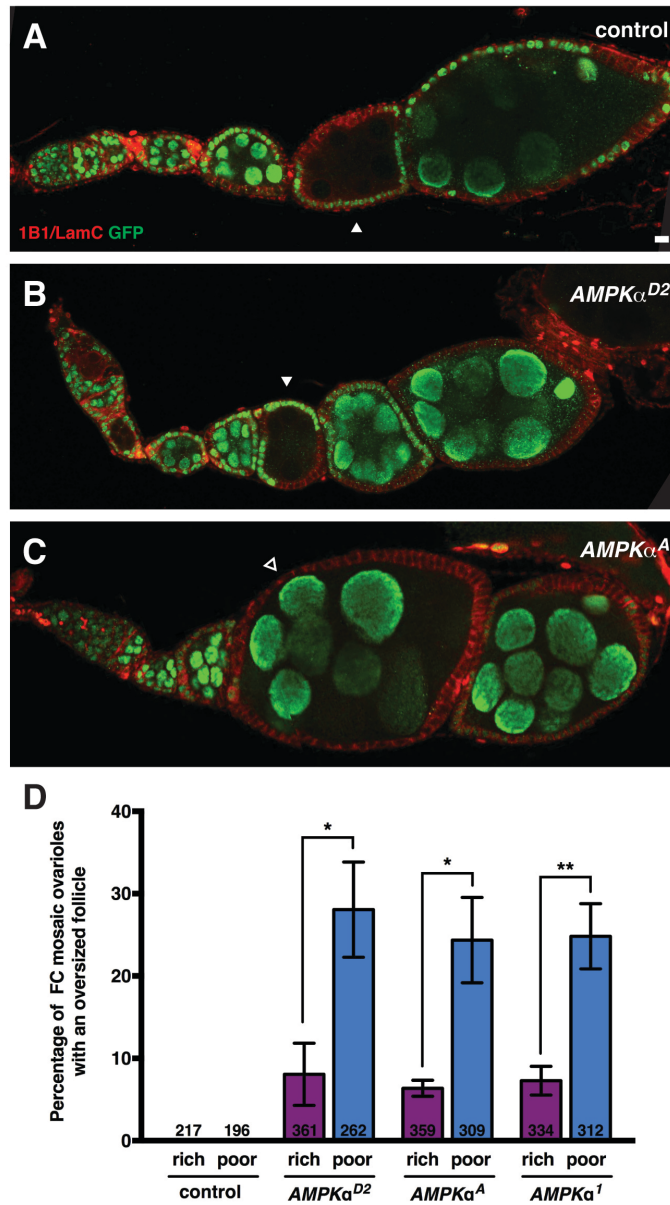 A
control
1B1/LamC GFP
B
AMPKα^D2
C
AMPKα^A
D
Percentage of FC mosaic ovarioles
with an oversized follicle
40
30
20
10
0
*
*
**
217 196 361 262 359 309 334 312
rich poor rich poor rich poor rich poor
control AMPKα^D2 AMPKα^A AMPKα^1